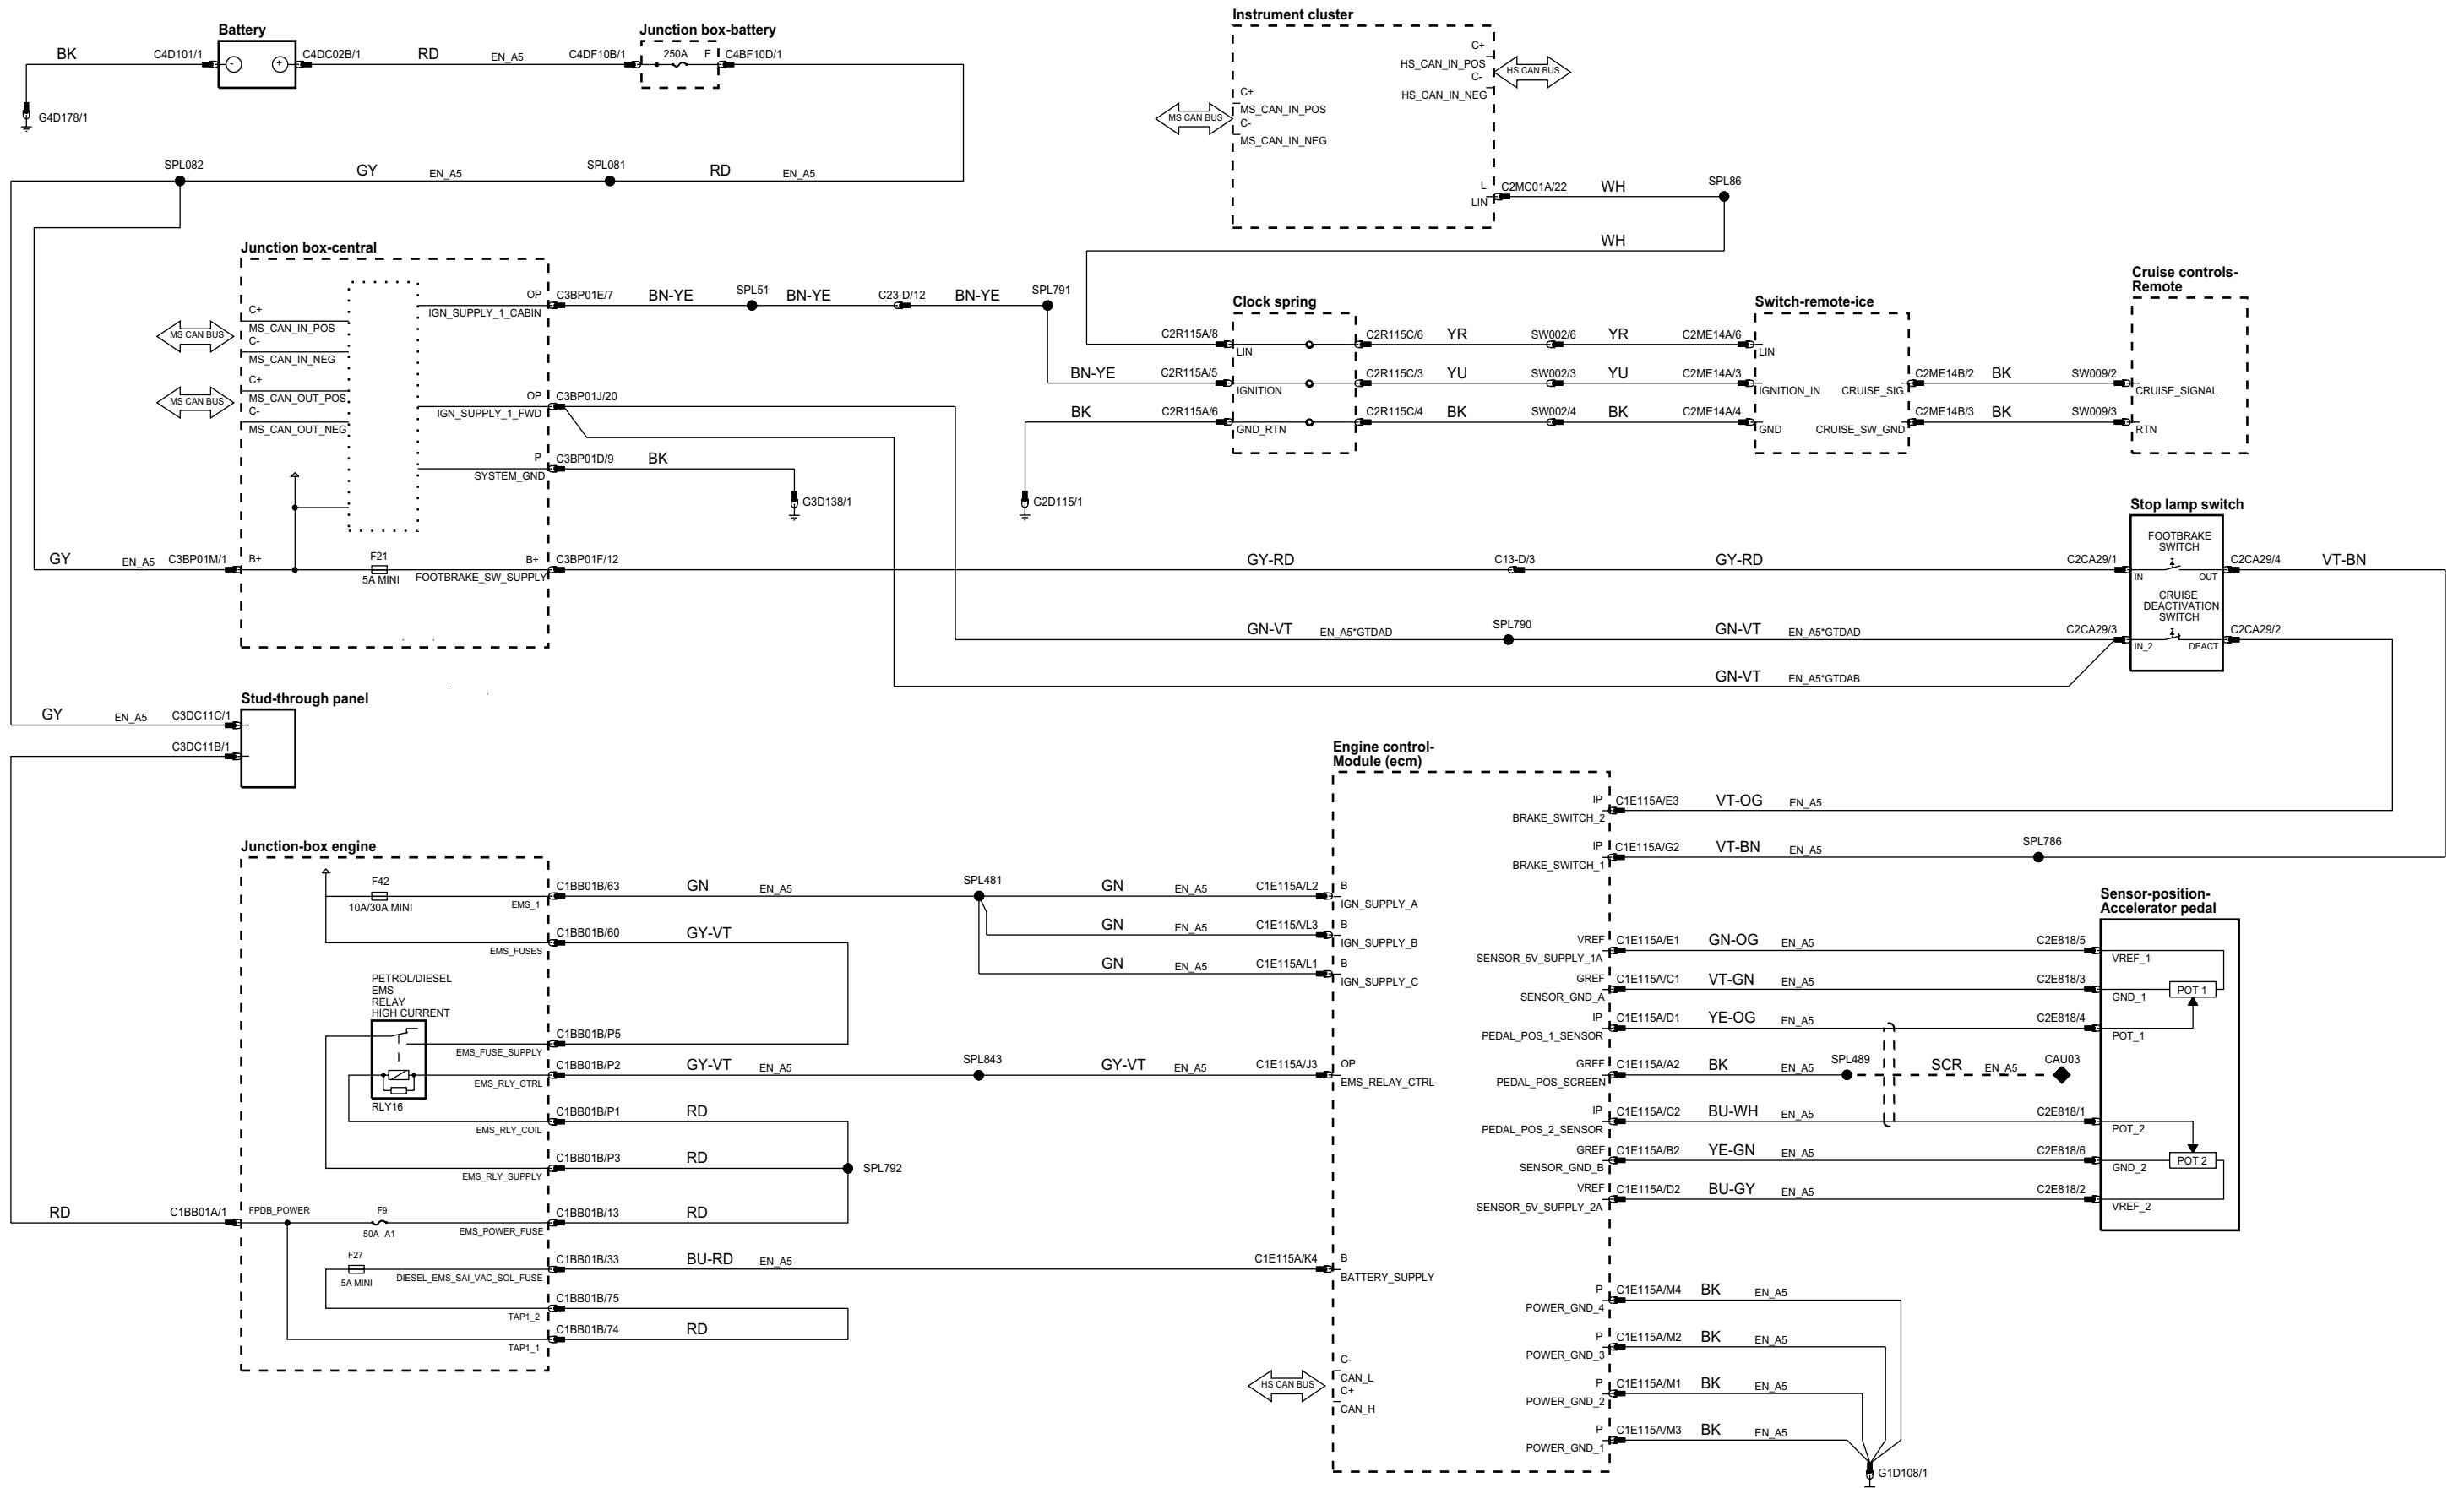 Battery
BK
C4D101/1
-
+
C4DC02B/1
RD
EN_A5
G4D178/1
Junction box-battery
C4DF10B/1
250A F
C4BF10D/1
SPL082
GY
EN_A5
SPL081
RD
EN_A5
Instrument cluster
C+
HS_CAN_IN_POS
C-
HS_CAN_IN_NEG
HS CAN BUS
C+
MS_CAN_IN_POS
C-
MS_CAN_IN_NEG
MS CAN BUS
L
LIN
C2MC01A/22
WH
SPL86
WH
Junction box-central
C+
MS_CAN_IN_POS
C-
MS_CAN_IN_NEG
MS CAN BUS
C+
MS_CAN_OUT_POS
C-
MS_CAN_OUT_NEG
MS CAN BUS
OP
IGN_SUPPLY_1_CABIN
C3BP01E/7
BN-YE
SPL51
BN-YE
C23-D/12
BN-YE
SPL791
OP
IGN_SUPPLY_1_FWD
C3BP01J/20
P
SYSTEM_GND
C3BP01D/9
BK
G3D138/1
GY
EN_A5
C3BP01M/1
B+
F21
5A MINI
B+
FOOTBRAKE_SW_SUPPLY
C3BP01F/12
GY-RD
C13-D/3
GY-RD
C2CA29/1
Clock spring
C2R115A/8
LIN
C2R115C/6
YR
SW002/6
YR
C2ME14A/6
BN-YE
C2R115A/5
IGNITION
C2R115C/3
YU
SW002/3
YU
C2ME14A/3
BK
C2R115A/6
GND_RTN
C2R115C/4
BK
SW002/4
BK
C2ME14A/4
G2D115/1
Switch-remote-ice
LIN
IGNITION_IN
GND
CRUISE_SIG
CRUISE_SW_GND
C2ME14B/2
BK
SW009/2
C2ME14B/3
BK
SW009/3
Cruise controls-
Remote
CRUISE_SIGNAL
RTN
Stop lamp switch
FOOTBRAKE
SWITCH
IN
OUT
C2CA29/4
VT-BN
CRUISE
DEACTIVATION
SWITCH
IN_2
DEACT
C2CA29/2
GN-VT
EN_A5*GTDAD
SPL790
GN-VT
EN_A5*GTDAD
C2CA29/3
GN-VT
EN_A5*GTDAB
Stud-through panel
GY
EN_A5
C3DC11C/1
C3DC11B/1
Junction-box engine
F42
10A/30A MINI
EMS_1
C1BB01B/63
GN
EN_A5
SPL481
GN
EN_A5
C1E115A/L2
EMS_FUSES
C1BB01B/60
GY-VT
GN
EN_A5
C1E115A/L3
GN
EN_A5
C1E115A/L1
PETROL/DIESEL
EMS
RELAY
HIGH CURRENT
RLY16
EMS_FUSE_SUPPLY
C1BB01B/P5
EMS_RLY_CTRL
C1BB01B/P2
GY-VT
EN_A5
SPL843
GY-VT
EN_A5
C1E115A/J3
EMS_RLY_COIL
C1BB01B/P1
RD
EMS_RLY_SUPPLY
C1BB01B/P3
RD
SPL792
RD
C1BB01A/1
FPDB_POWER
F9
50A A1
EMS_POWER_FUSE
C1BB01B/13
RD
F27
5A MINI
DIESEL_EMS_SAI_VAC_SOL_FUSE
C1BB01B/33
BU-RD
EN_A5
C1E115A/K4
TAP1_2
C1BB01B/75
TAP1_1
C1BB01B/74
RD
Engine control-
Module (ecm)
B
IGN_SUPPLY_A
B
IGN_SUPPLY_B
B
IGN_SUPPLY_C
OP
EMS_RELAY_CTRL
B
BATTERY_SUPPLY
C-
CAN_L
C+
CAN_H
HS CAN BUS
IP
BRAKE_SWITCH_2
C1E115A/E3
VT-OG
EN_A5
IP
BRAKE_SWITCH_1
C1E115A/G2
VT-BN
EN_A5
SPL786
VREF
SENSOR_5V_SUPPLY_1A
C1E115A/E1
GN-OG
EN_A5
C2E818/5
GREF
SENSOR_GND_A
C1E115A/C1
VT-GN
EN_A5
C2E818/3
IP
PEDAL_POS_1_SENSOR
C1E115A/D1
YE-OG
EN_A5
C2E818/4
GREF
PEDAL_POS_SCREEN
C1E115A/A2
BK
EN_A5
SPL489
SCR
EN_A5
CAU03
IP
PEDAL_POS_2_SENSOR
C1E115A/C2
BU-WH
EN_A5
C2E818/1
GREF
SENSOR_GND_B
C1E115A/B2
YE-GN
EN_A5
C2E818/6
VREF
SENSOR_5V_SUPPLY_2A
C1E115A/D2
BU-GY
EN_A5
C2E818/2
P
POWER_GND_4
C1E115A/M4
BK
EN_A5
P
POWER_GND_3
C1E115A/M2
BK
EN_A5
P
POWER_GND_2
C1E115A/M1
BK
EN_A5
P
POWER_GND_1
C1E115A/M3
BK
EN_A5
G1D108/1
Sensor-position-
Accelerator pedal
VREF_1
GND_1
POT 1
POT_1
POT_2
GND_2
POT 2
VREF_2